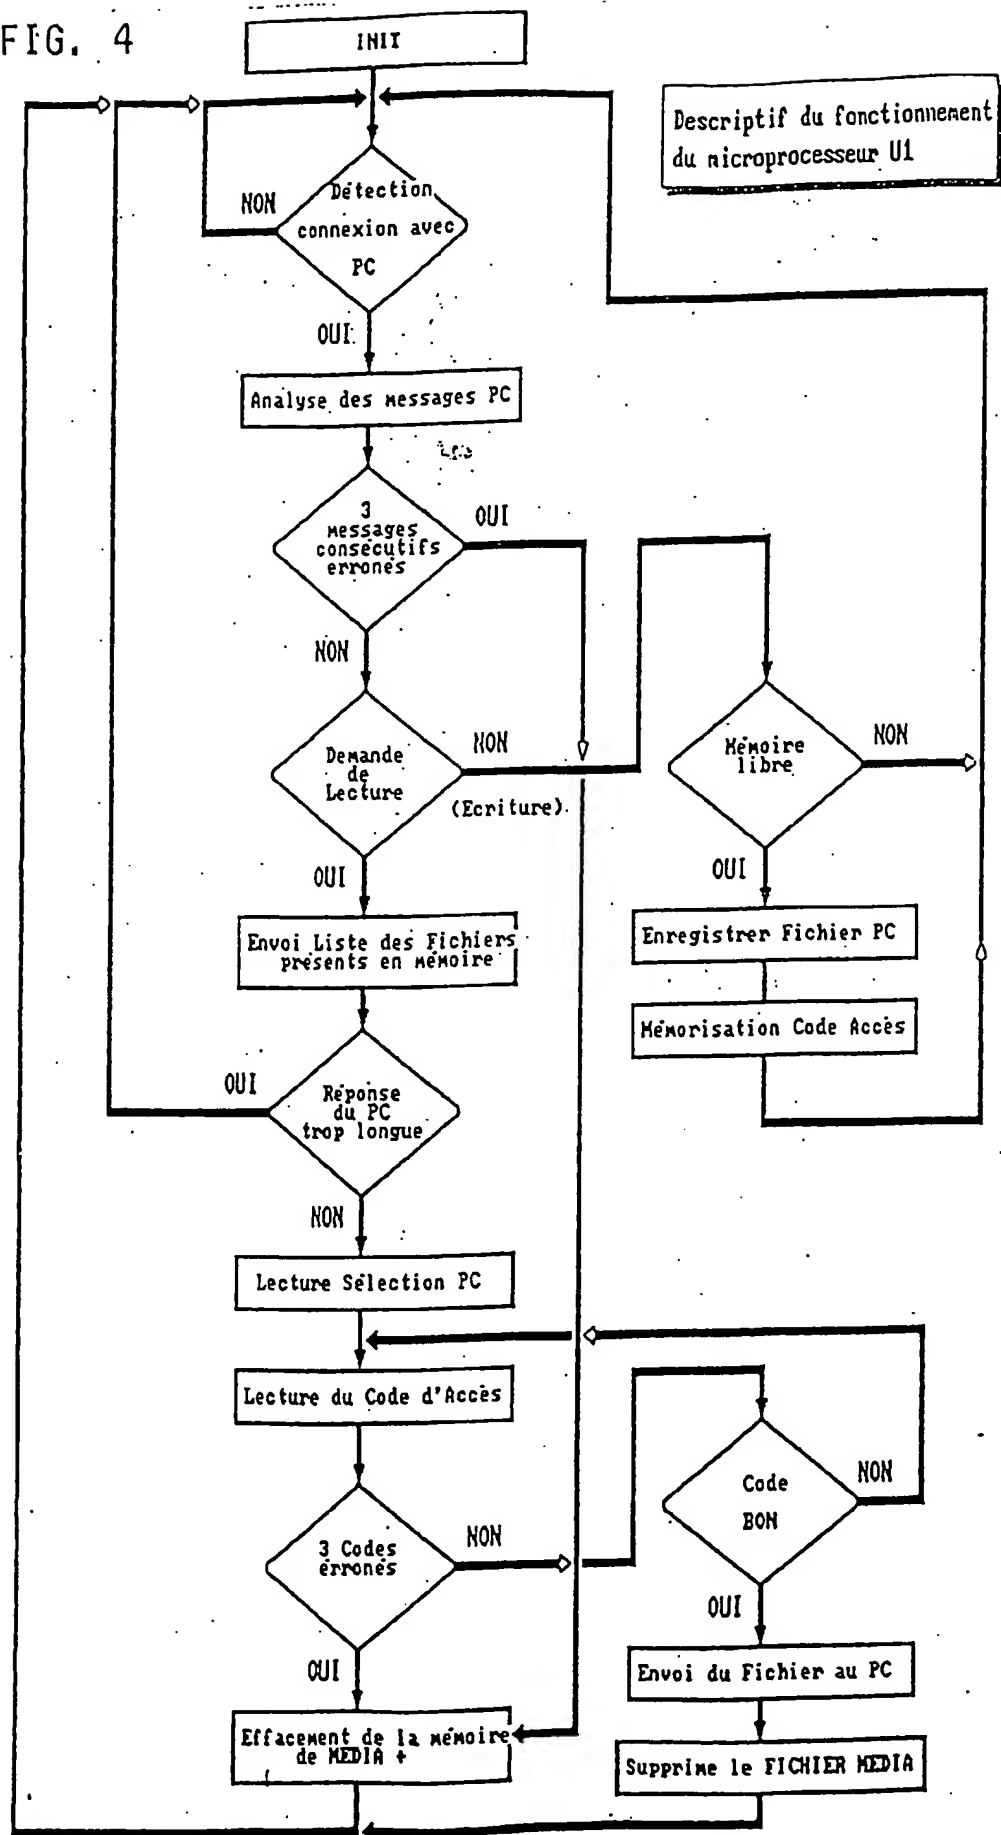 FIG. 4
INIT
Descriptif du fonctionnement
du microprocesseur U1
Détection
connexion avec
PC
NON
OUI
Analyse des messages PC
3
messages
consécutifs
erronés
OUI
NON
Demande
de
Lecture
NON
(Ecriture)
OUI
Mémoire
libre
NON
OUI
Enregistrer Fichier PC
Mémorisation Code Accès
Envoi Liste des Fichiers
présents en mémoire
Réponse
du PC
trop longue
OUI
NON
Lecture Sélection PC
Lecture du Code d'Accès
3 Codes
érronés
NON
OUI
Code
BON
NON
OUI
Envoi du Fichier au PC
Supprime le FICHIER MEDIA
Effacement de la mémoire
de MEDIA +